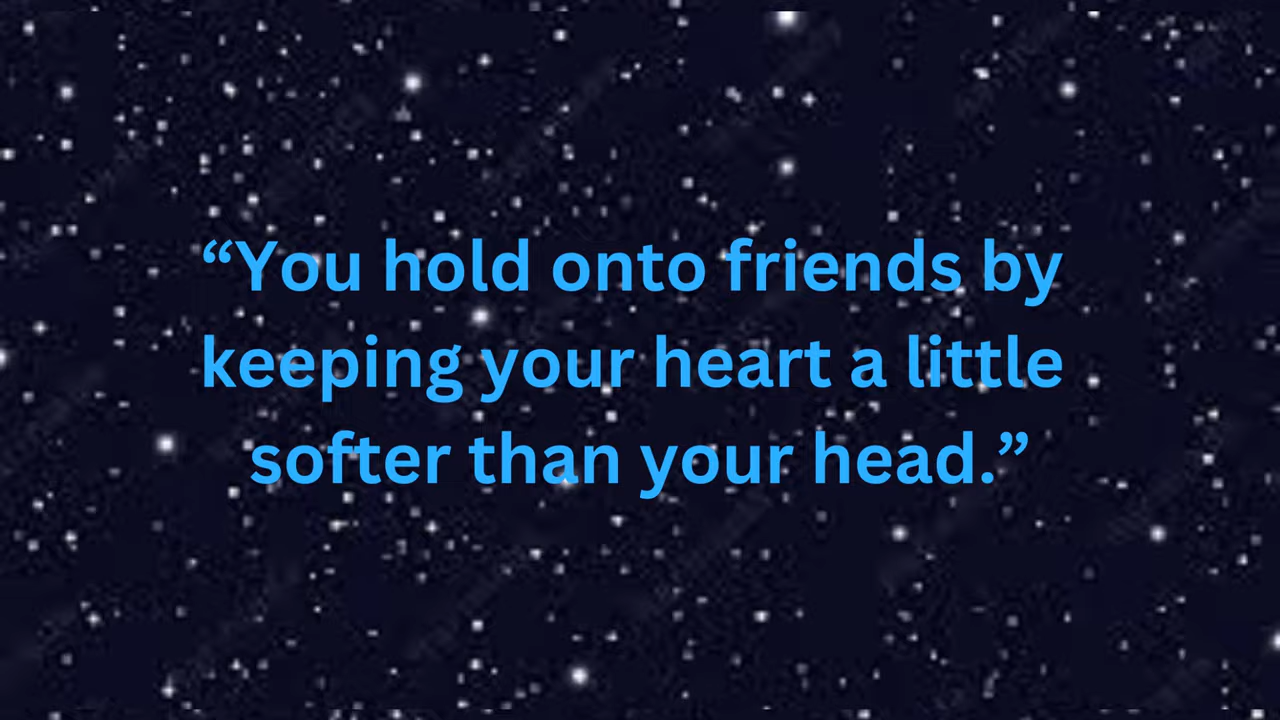 “You hold onto friends by
keeping your heart a little
softer than your head.”